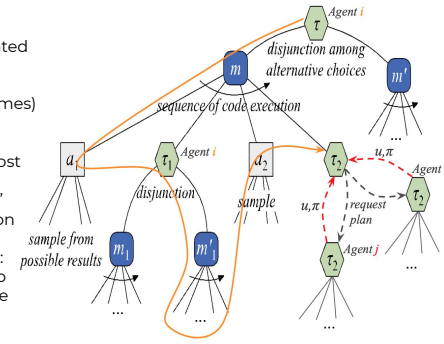 Agent i
τ
disjunction among
alternative choices
m
m'
sequence of code execution
...
a₁
τ₁
Agent i
a₂
τ₂
u,π
Agent
τ₂
disjunction
sample
u,π
request
plan
sample from
possible results
m₁
m'₁
τ₂
Agent j
...
...
...
...
mes)
ost
on
: